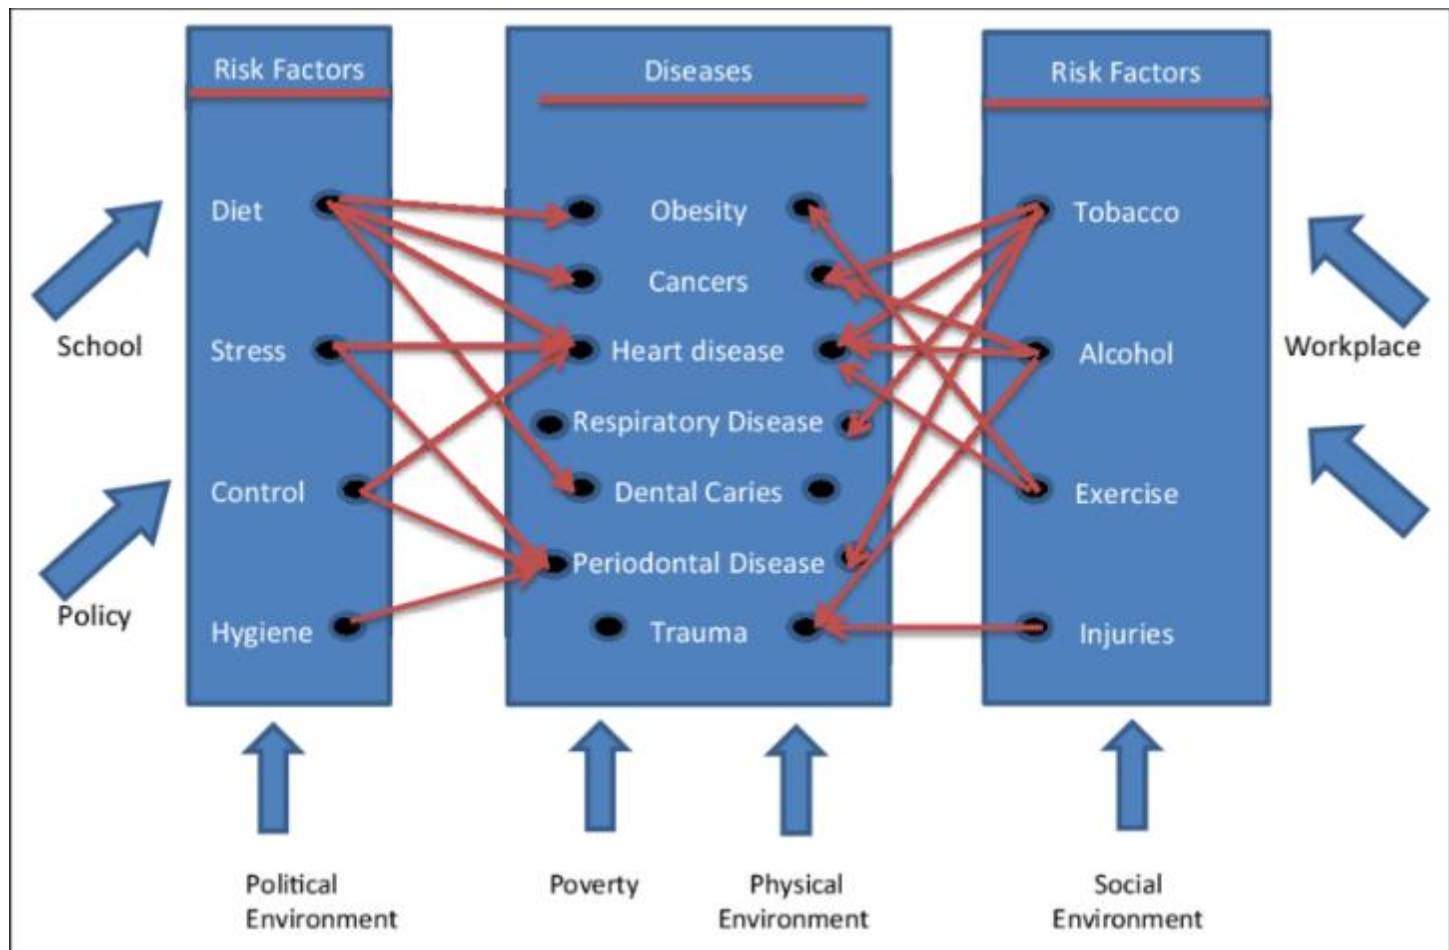 Risk Factors
Diseases
Risk Factors
Diet
Obesity
Tobacco
Cancers
School
Stress
Heart disease
Alcohol
Workplace
Respiratory Disease
Control
Dental Caries
Exercise
Periodontal Disease
Policy
Hygiene
Trauma
Injuries
Political
Environment
Poverty
Physical
Environment
Social
Environment